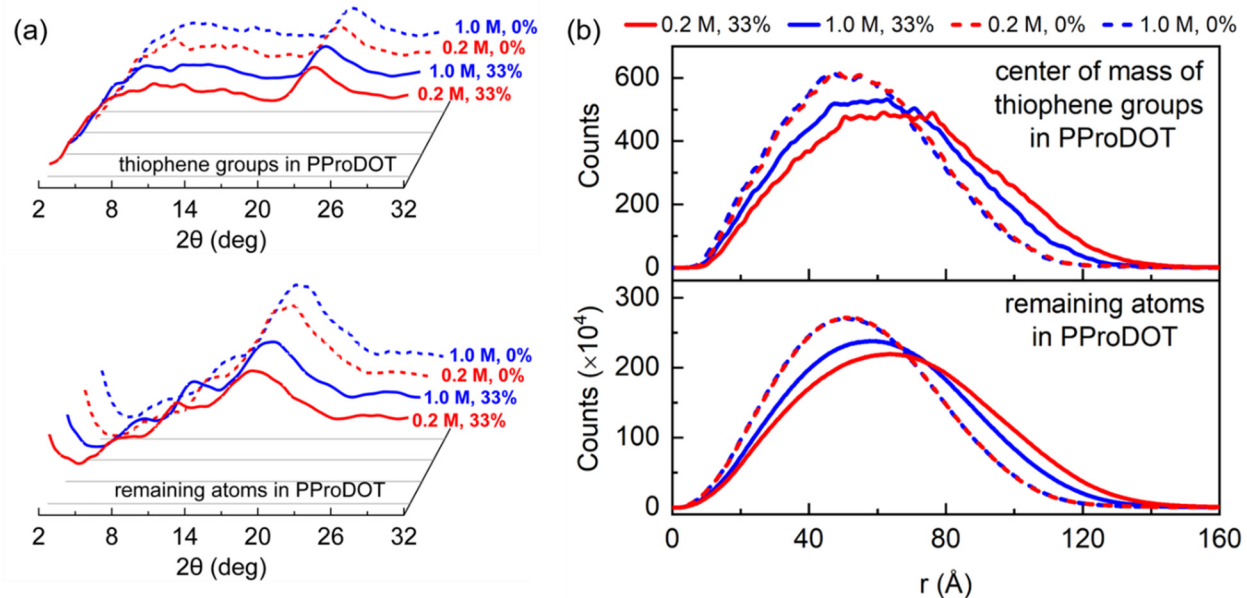 (a)
1.0 M, 0%
0.2 M, 0%
1.0 M, 33%
0.2 M, 33%
thiophene groups in PProDOT
2 8 14 20 26 32
2θ (deg)
1.0 M, 0%
0.2 M, 0%
1.0 M, 33%
0.2 M, 33%
remaining atoms in PProDOT
2 8 14 20 26 32
2θ (deg)
(b)
0.2 M, 33% 1.0 M, 33% 0.2 M, 0% 1.0 M, 0%
center of mass of
thiophene groups
in PProDOT
600
400
200
0
Counts
remaining atoms
in PProDOT
300
200
100
0
Counts (×10⁴)
0 40 80 120 160
r (Å)